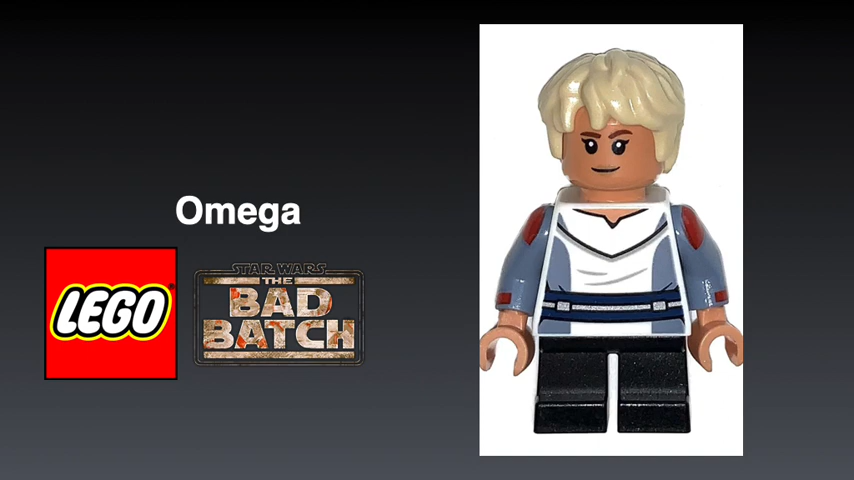 Omega
LEGO
®
STAR WARS
THE
BAD
BATCH